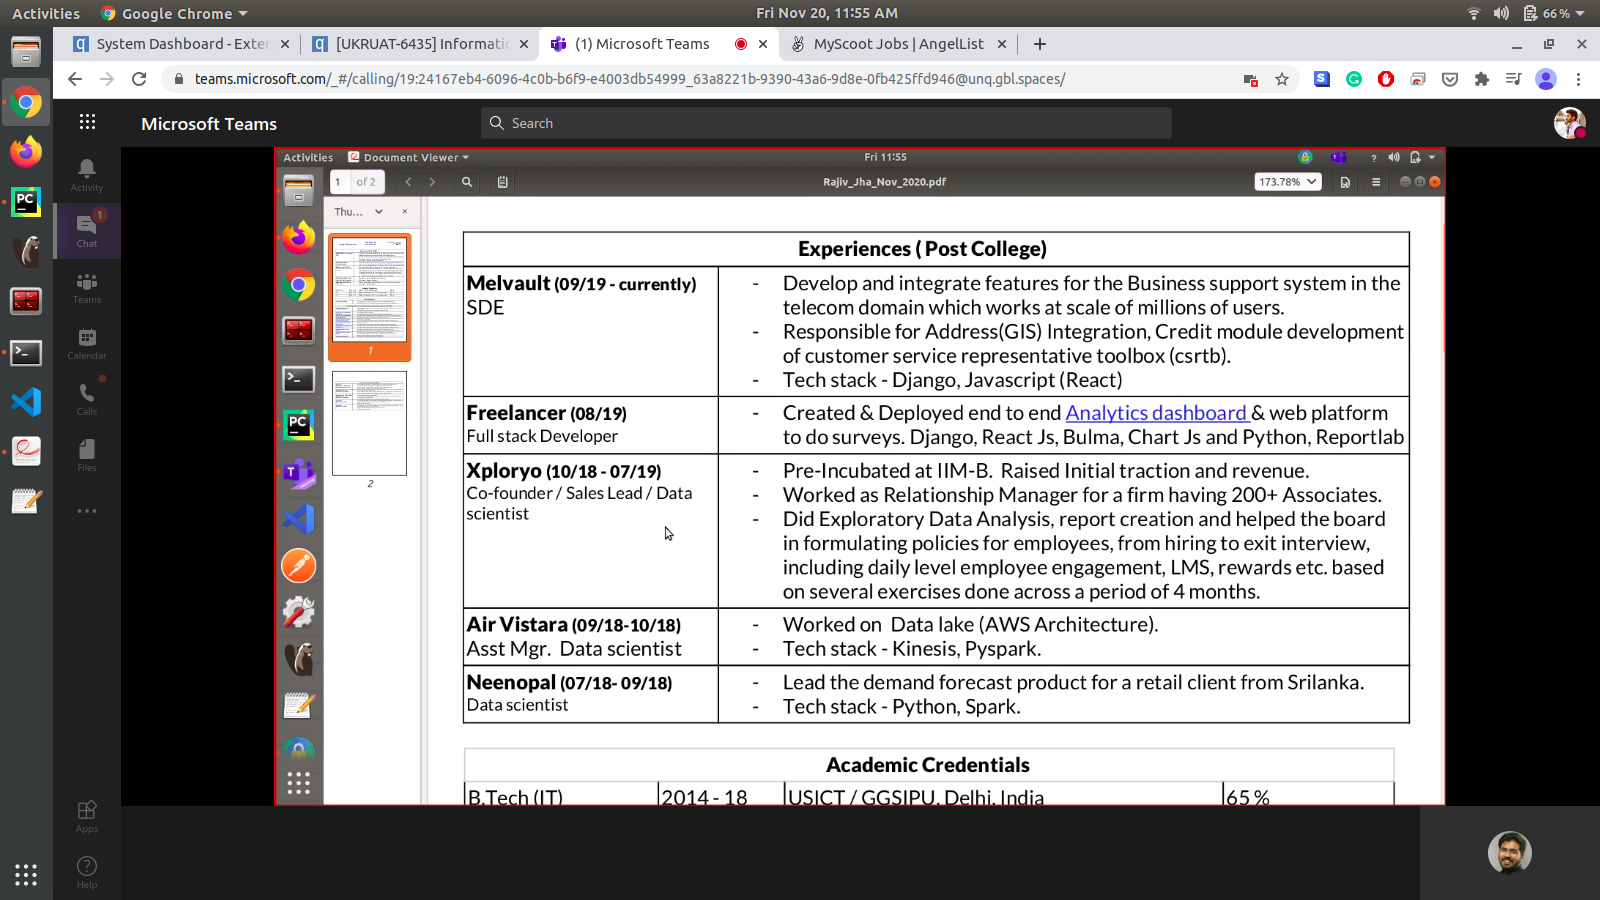 Activities Google Chrome Fri Nov 20, 11:55 AM 66 %
System Dashboard - Exter [UKRUAT-6435] Informatic (1) Microsoft Teams MyScoot Jobs | AngelList
teams.microsoft.com/_#/calling/19:24167eb4-6096-4c0b-b6f9-e4003db54999_63a8221b-9390-43a6-9d8e-0fb425ffd946@unq.gbl.spaces/
Microsoft Teams Search
Activity
1
Chat
Teams
Calendar
Calls
Files
Apps
Help
Activities Document Viewer Fri 11:55
1 of 2 Rajiv_Jha_Nov_2020.pdf 173.78%
Thu...
1
2
Experiences ( Post College)
Melvault (09/19 - currently)
SDE
- Develop and integrate features for the Business support system in the
telecom domain which works at scale of millions of users.
- Responsible for Address(GIS) Integration, Credit module development
of customer service representative toolbox (csrtb).
- Tech stack - Django, Javascript (React)
Freelancer (08/19)
Full stack Developer
- Created & Deployed end to end Analytics dashboard & web platform
to do surveys. Django, React Js, Bulma, Chart Js and Python, Reportlab
Xploryo (10/18 - 07/19)
Co-founder / Sales Lead / Data
scientist
- Pre-Incubated at IIM-B. Raised Initial traction and revenue.
- Worked as Relationship Manager for a firm having 200+ Associates.
- Did Exploratory Data Analysis, report creation and helped the board
in formulating policies for employees, from hiring to exit interview,
including daily level employee engagement, LMS, rewards etc. based
on several exercises done across a period of 4 months.
Air Vistara (09/18-10/18)
Asst Mgr. Data scientist
- Worked on Data lake (AWS Architecture).
- Tech stack - Kinesis, Pyspark.
Neenopal (07/18- 09/18)
Data scientist
- Lead the demand forecast product for a retail client from Srilanka.
- Tech stack - Python, Spark.
Academic Credentials
B.Tech (IT) 2014 - 18 USICT / GGSIPU, Delhi, India 65 %